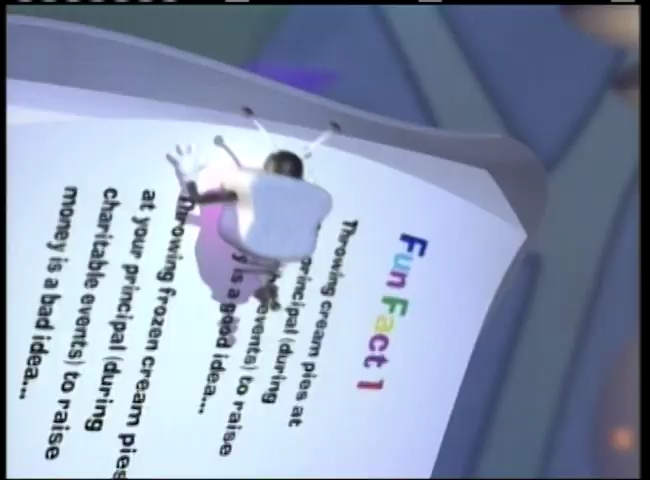 Fun Fact 1
Throwing cream pies at
principal (during
events) to raise
is a good idea...
Throwing frozen cream pies
at your principal (during
charitable events) to raise
money is a bad idea...